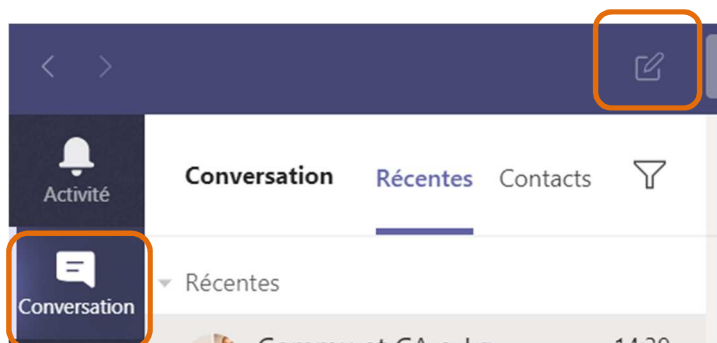 Activité
Conversation Récentes Contacts
Conversation
Récentes